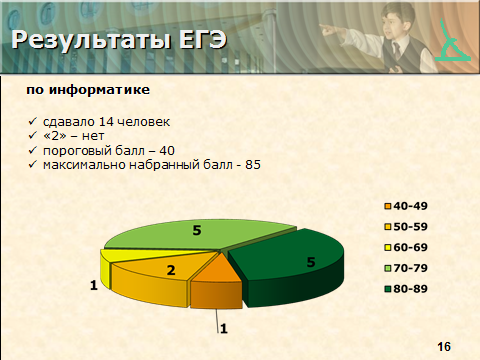 Результаты ЕГЭ
по информатике
✓ сдавало 14 человек
✓ «2» – нет
✓ пороговый балл – 40
✓ максимально набранный балл - 85
5
5
2
1
1
40-49
50-59
60-69
70-79
80-89
16